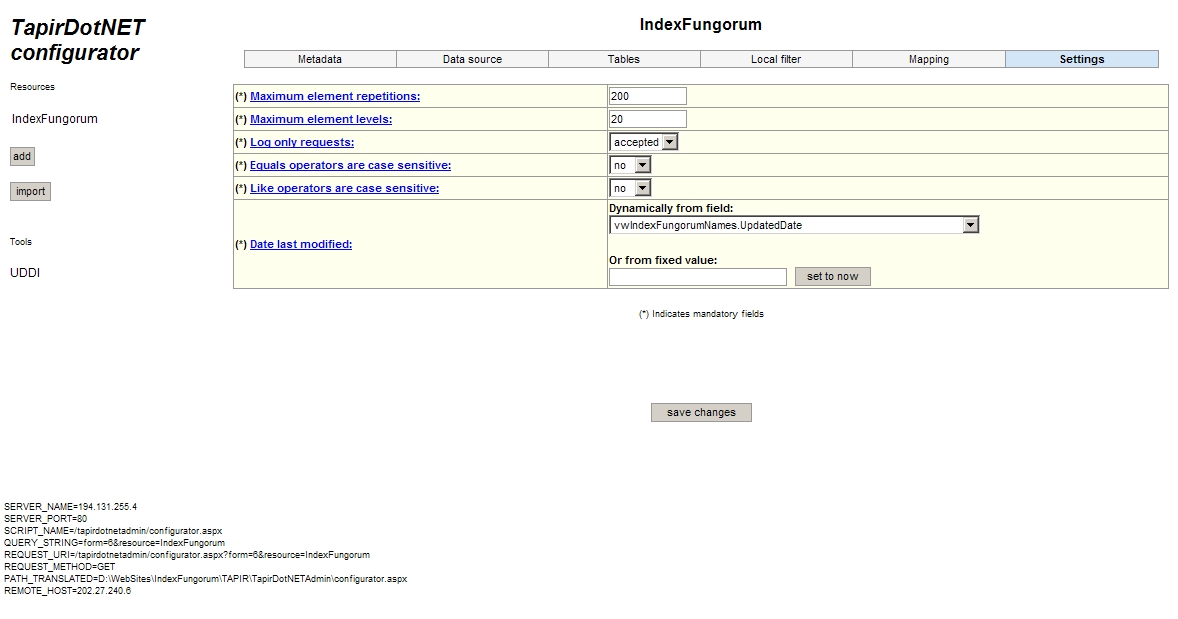 TapirDotNET
configurator
Resources
IndexFungorum
add
import
Tools
UDDI
IndexFungorum
Metadata Data source Tables Local filter Mapping Settings
(*) Maximum element repetitions: 200
(*) Maximum element levels: 20
(*) Log only requests: accepted
(*) Equals operators are case sensitive: no
(*) Like operators are case sensitive: no
(*) Date last modified:
Dynamically from field:
vwIndexFungorumNames.UpdatedDate
Or from fixed value:
set to now
(*) Indicates mandatory fields
save changes
SERVER_NAME=194.131.255.4
SERVER_PORT=80
SCRIPT_NAME=/tapirdotnetadmin/configurator.aspx
QUERY_STRING=form=6&resource=IndexFungorum
REQUEST_URI=/tapirdotnetadmin/configurator.aspx?form=6&resource=IndexFungorum
REQUEST_METHOD=GET
PATH_TRANSLATED=D:\WebSites\IndexFungorum\TAPIR\TapirDotNETAdmin\configurator.aspx
REMOTE_HOST=202.27.240.6